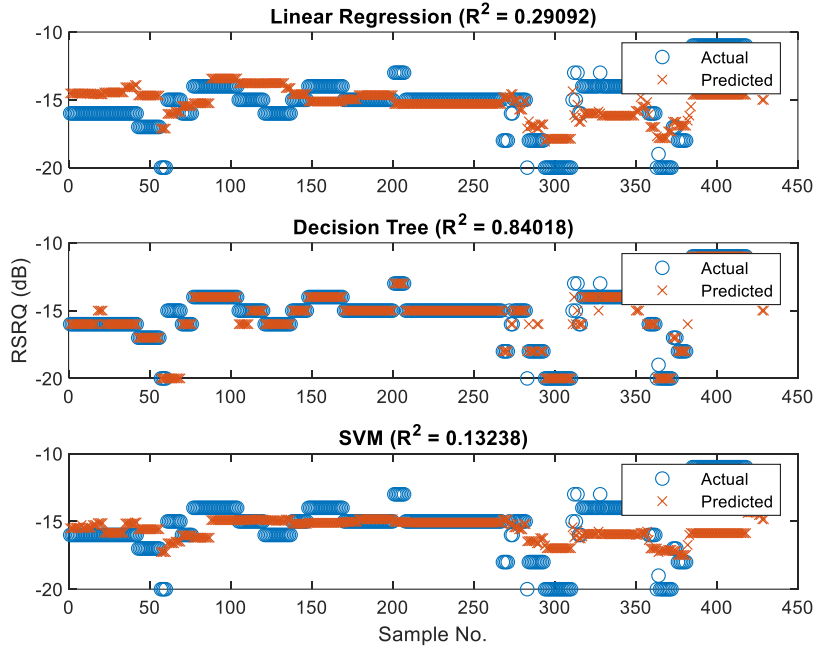 Linear Regression (R² = 0.29092)
-10
-15
-20
Actual
Predicted
0 50 100 150 200 250 300 350 400 450
Decision Tree (R² = 0.84018)
-10
-15
-20
RSRQ (dB)
Actual
Predicted
0 50 100 150 200 250 300 350 400 450
SVM (R² = 0.13238)
-10
-15
-20
Actual
Predicted
0 50 100 150 200 250 300 350 400 450
Sample No.